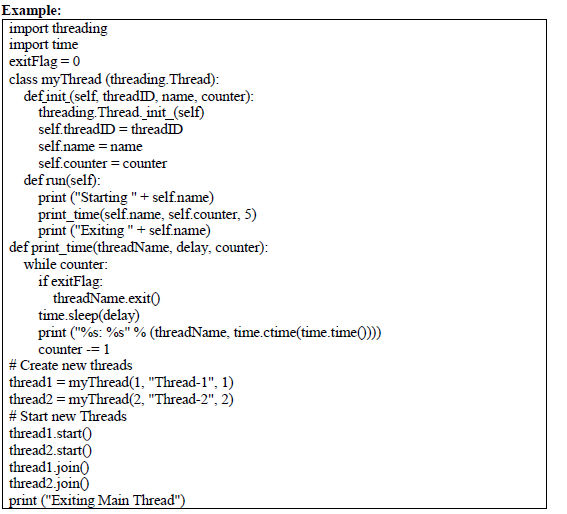 Example:
import threading
import time
exitFlag = 0
class myThread (threading.Thread):
def_init_(self, threadID, name, counter):
threading.Thread._init_(self)
self.threadID = threadID
self.name = name
self.counter = counter
def run(self):
print ("Starting " + self.name)
print_time(self.name, self.counter, 5)
print ("Exiting " + self.name)
def print_time(threadName, delay, counter):
while counter:
if exitFlag:
threadName.exit()
time.sleep(delay)
print ("%s: %s" % (threadName, time.ctime(time.time())))
counter -= 1
# Create new threads
thread1 = myThread(1, "Thread-1", 1)
thread2 = myThread(2, "Thread-2", 2)
# Start new Threads
thread1.start()
thread2.start()
thread1.join()
thread2.join()
print ("Exiting Main Thread")